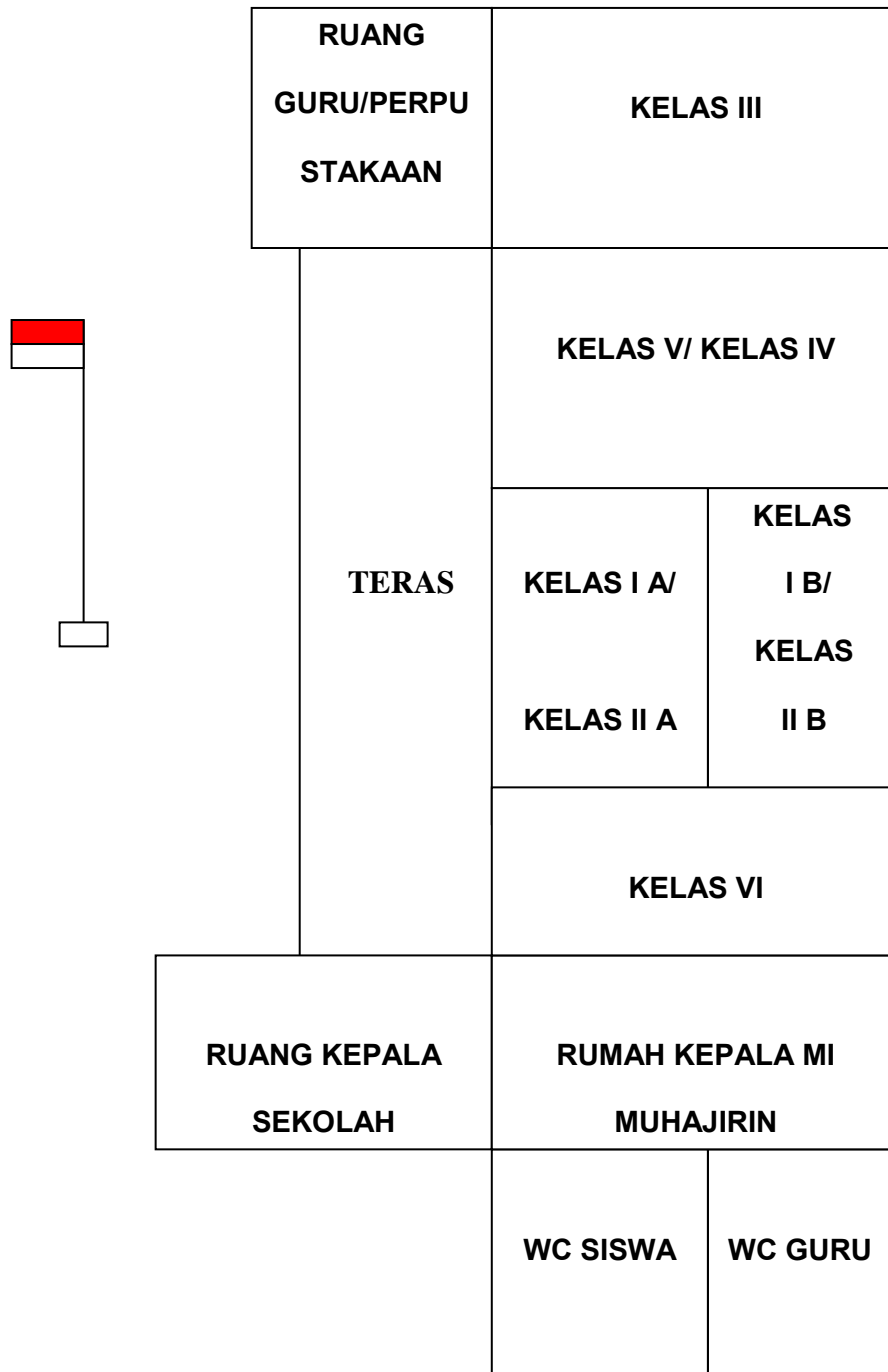 RUANG
GURU/PERPU
STAKAAN
KELAS III
KELAS V/ KELAS IV
TERAS
KELAS I A/
KELAS II A
KELAS
I B/
KELAS
II B
KELAS VI
RUANG KEPALA
SEKOLAH
RUMAH KEPALA MI
MUHAJIRIN
WC SISWA
WC GURU